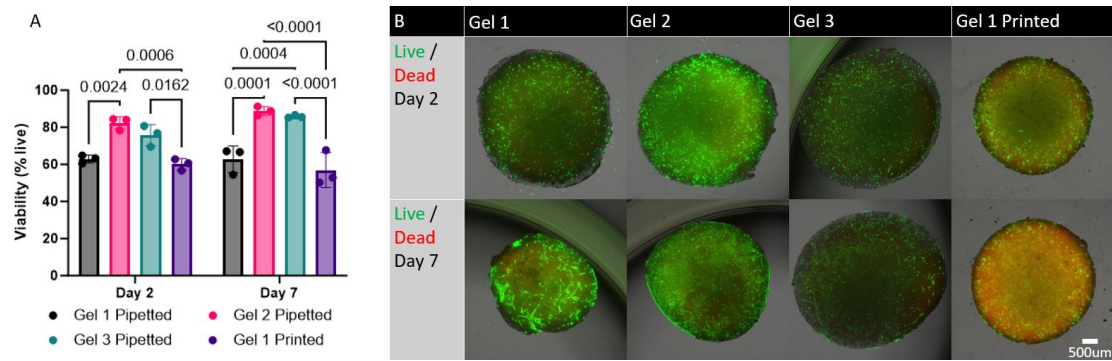 A
<0.0001
0.0006
0.0004
0.0024
0.0162
0.0001
<0.0001
Viability (% live)
100
80
60
40
20
0
Day 2
Day 7
Gel 1 Pipetted
Gel 2 Pipetted
Gel 3 Pipetted
Gel 1 Printed
B
Gel 1
Gel 2
Gel 3
Gel 1 Printed
Live /
Dead
Day 2
Live /
Dead
Day 7
500um